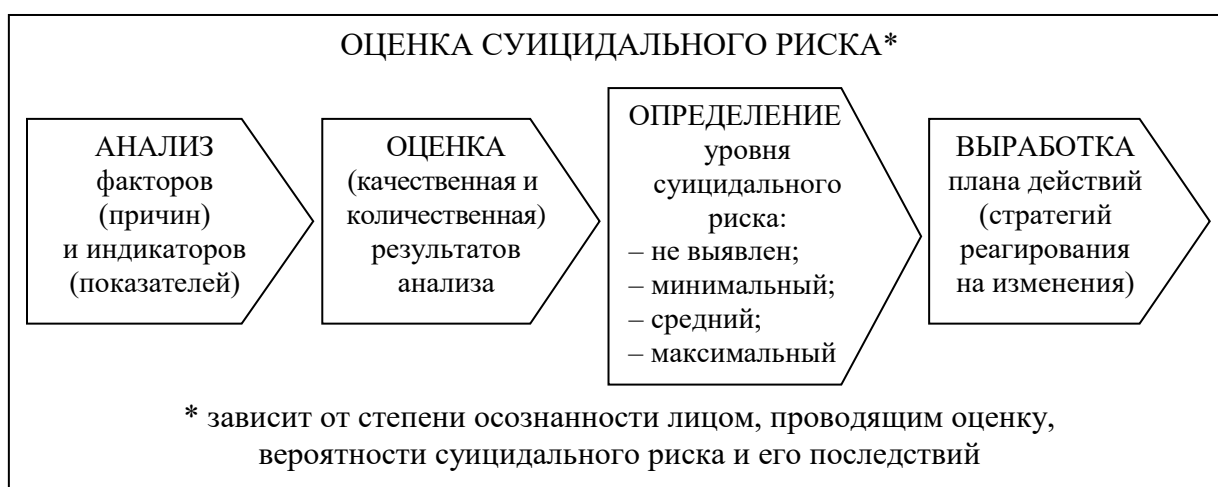 ОЦЕНКА СУИЦИДАЛЬНОГО РИСКА*
АНАЛИЗ
факторов
(причин)
и индикаторов
(показателей)
ОЦЕНКА
(качественная и
количественная)
результатов
анализа
ОПРЕДЕЛЕНИЕ
уровня
суицидального
риска:
– не выявлен;
– минимальный;
– средний;
– максимальный
ВЫРАБОТКА
плана действий
(стратегий
реагирования
на изменения)
* зависит от степени осознанности лицом, проводящим оценку,
вероятности суицидального риска и его последствий